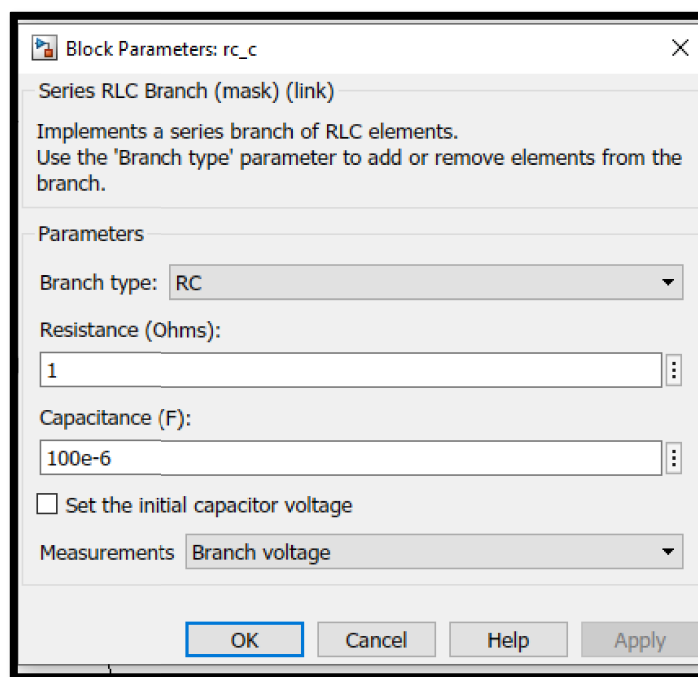 Block Parameters: rc_c
Series RLC Branch (mask) (link)
Implements a series branch of RLC elements.
Use the 'Branch type' parameter to add or remove elements from the
branch.
Parameters
Branch type: RC
Resistance (Ohms):
1
Capacitance (F):
100e-6
Set the initial capacitor voltage
Measurements Branch voltage
OK Cancel Help Apply